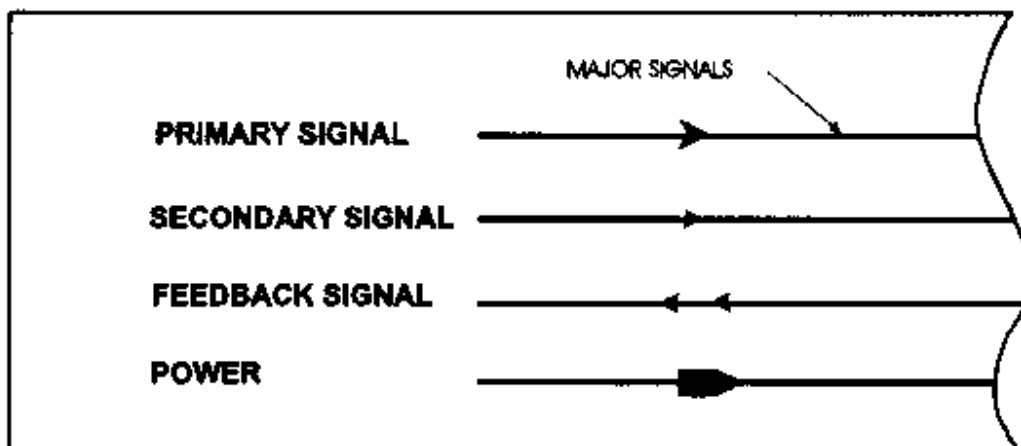 MAJOR SIGNALS
PRIMARY SIGNAL
SECONDARY SIGNAL
FEEDBACK SIGNAL
POWER